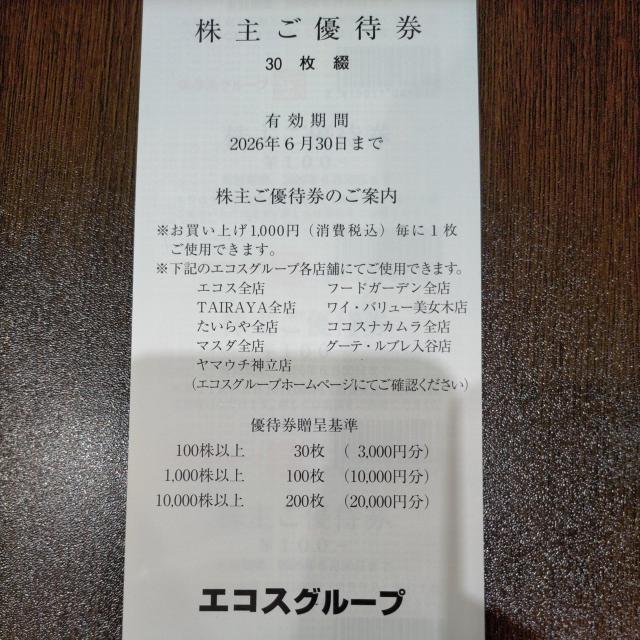 株主ご優待券
30 枚 綴
有効期間
2026年6月30日まで
株主ご優待券のご案内
※お買い上げ1,000円（消費税込）毎に１枚
ご使用できます。
※下記のエコスグループ各店舗にてご使用できます。
エコス全店 フードガーデン全店
TAIRAYA全店 ワイ・バリュー美女木店
たいらや全店 ココスナカムラ全店
マスダ全店 グーテ・ルブレ入谷店
ヤマウチ神立店
（エコスグループホームページにてご確認ください）
優待券贈呈基準
100株以上 30枚 （ 3,000円分）
1,000株以上 100枚 （10,000円分）
10,000株以上 200枚 （20,000円分）
エコスグループ